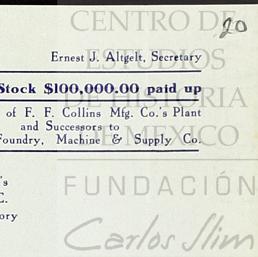 CENTRO DE
20
Ernest J. Altgelt, Secretary
ESTUDIOS
Stock $100,000.00 paid up
DE HISTORIA
of F. F. Collins Mfg. Co.'s Plant
and Successors to
DE MEXICO
Foundry, Machine & Supply Co.
's
FUNDACIÓN
C.
ory
Carlos Slim